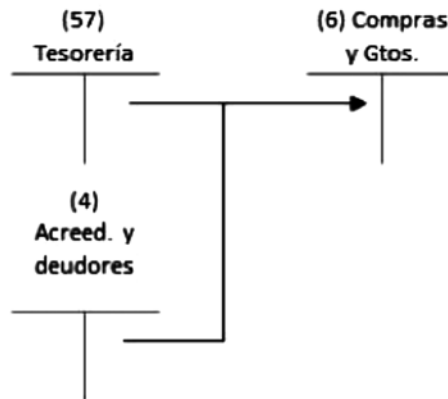 (57)
Tesorería
(6) Compras
y Gtos.
(4)
Acreed. y
deudores